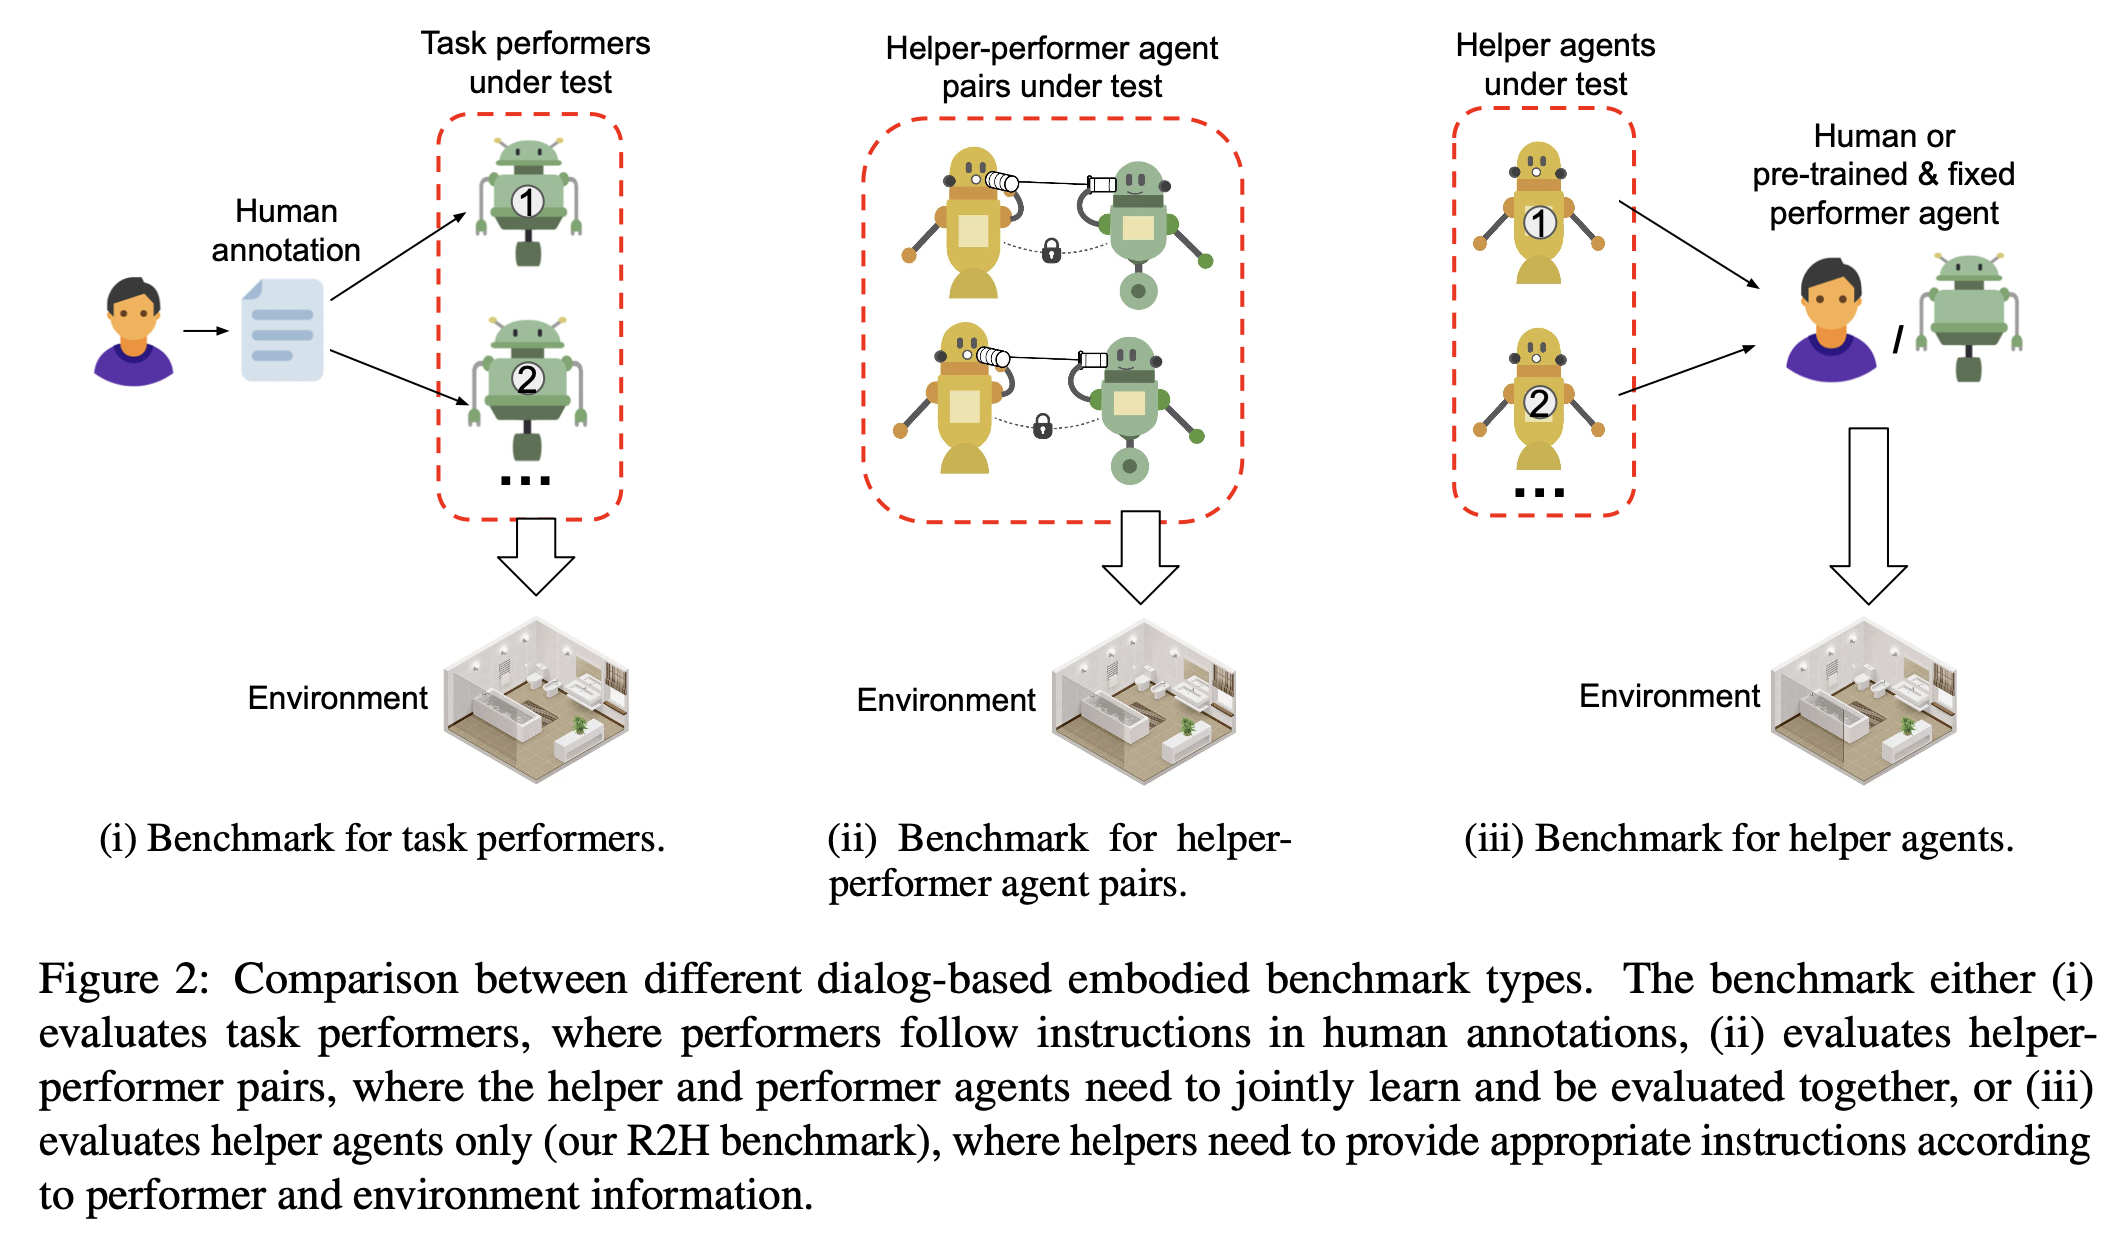 Task performers
under test
Human
annotation
1
2
...
Environment
(i) Benchmark for task performers.
Helper-performer agent
pairs under test
Environment
(ii) Benchmark for helper-
performer agent pairs.
Helper agents
under test
1
2
...
Human or
pre-trained & fixed
performer agent
/
Environment
(iii) Benchmark for helper agents.
Figure 2: Comparison between different dialog-based embodied benchmark types. The benchmark either (i)
evaluates task performers, where performers follow instructions in human annotations, (ii) evaluates helper-
performer pairs, where the helper and performer agents need to jointly learn and be evaluated together, or (iii)
evaluates helper agents only (our R2H benchmark), where helpers need to provide appropriate instructions according
to performer and environment information.